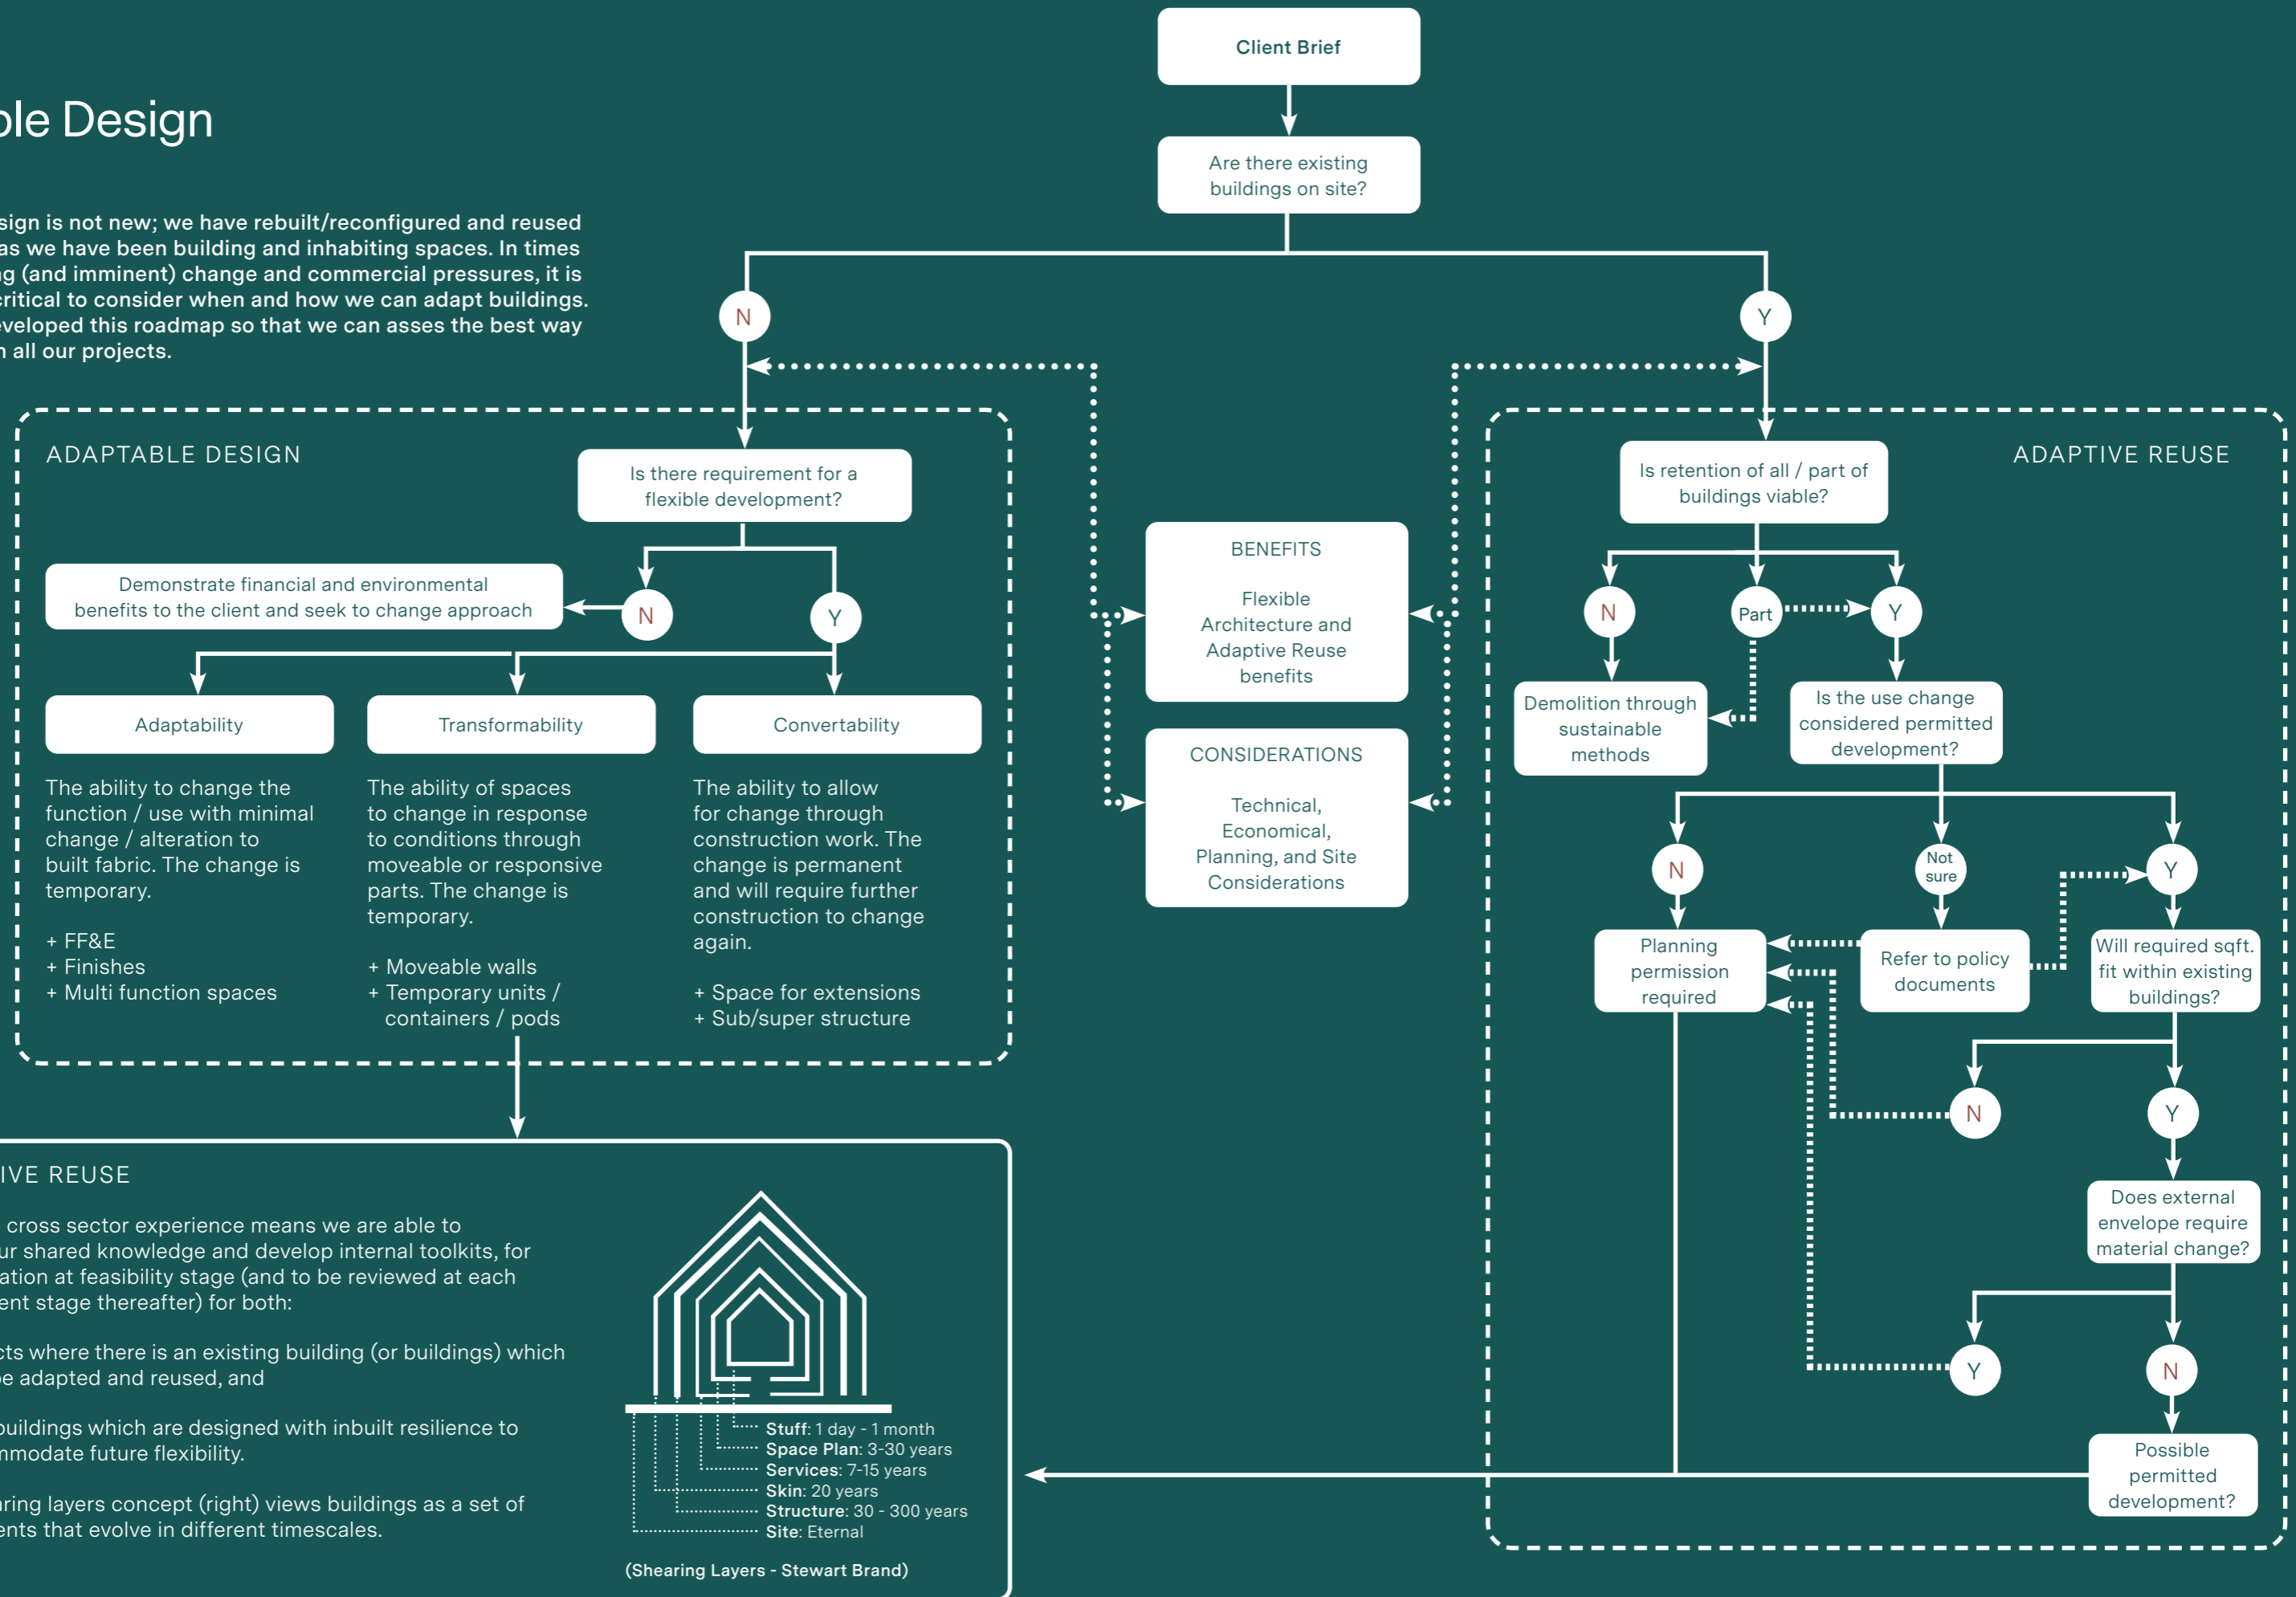 Client Brief
Are there existing
buildings on site?
Design
is not new; we have rebuilt/reconfigured and reused
as we have been building and inhabiting spaces. In times
(and imminent) change and commercial pressures, it is
critical to consider when and how we can adapt buildings.
developed this roadmap so that we can asses the best way
all our projects.
N
Y
ADAPTABLE DESIGN
Is there requirement for a
flexible development?
Demonstrate financial and environmental
benefits to the client and seek to change approach
N
Y
Adaptability
The ability to change the
function / use with minimal
change / alteration to
built fabric. The change is
temporary.
+ FF&E
+ Finishes
+ Multi function spaces
Transformability
The ability of spaces
to change in response
to conditions through
moveable or responsive
parts. The change is
temporary.
+ Moveable walls
+ Temporary units /
containers / pods
Convertability
The ability to allow
for change through
construction work. The
change is permanent
and will require further
construction to change
again.
+ Space for extensions
+ Sub/super structure
BENEFITS
Flexible
Architecture and
Adaptive Reuse
benefits
CONSIDERATIONS
Technical,
Economical,
Planning, and Site
Considerations
ADAPTIVE REUSE
Is retention of all / part of
buildings viable?
N
Part
Y
Demolition through
sustainable
methods
Is the use change
considered permitted
development?
N
Not
sure
Y
Planning
permission
required
Refer to policy
documents
Will required sqft.
fit within existing
buildings?
N
Y
Does external
envelope require
material change?
Y
N
Possible
permitted
development?
REUSE
cross sector experience means we are able to
shared knowledge and develop internal toolkits, for
at feasibility stage (and to be reviewed at each
stage thereafter) for both:
where there is an existing building (or buildings) which
be adapted and reused, and
buildings which are designed with inbuilt resilience to
future flexibility.
layers concept (right) views buildings as a set of
that evolve in different timescales.
Stuff: 1 day - 1 month
Space Plan: 3-30 years
Services: 7-15 years
Skin: 20 years
Structure: 30 - 300 years
Site: Eternal
(Shearing Layers - Stewart Brand)